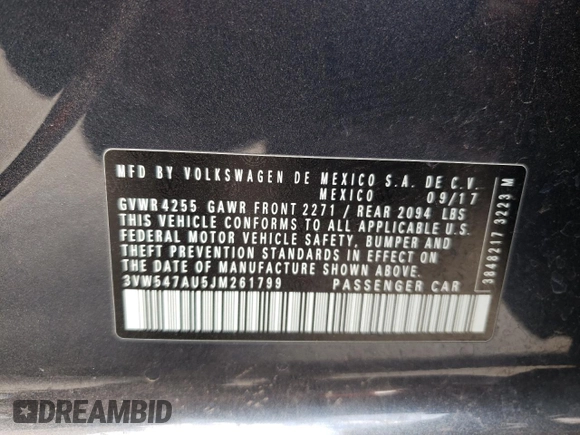 MFD BY VOLKSWAGEN DE MEXICO S.A. DE C.V.
MEXICO 09/17
GVWR 4255 GAWR FRONT 2271 / REAR 2094 LBS
THIS VEHICLE CONFORMS TO ALL APPLICABLE U.S.
FEDERAL MOTOR VEHICLE SAFETY, BUMPER AND
THEFT PREVENTION STANDARDS IN EFFECT ON
THE DATE OF MANUFACTURE SHOWN ABOVE.
3VW547AU5JM261799 PASSENGER CAR
3848217 3223 M
DREAMBID